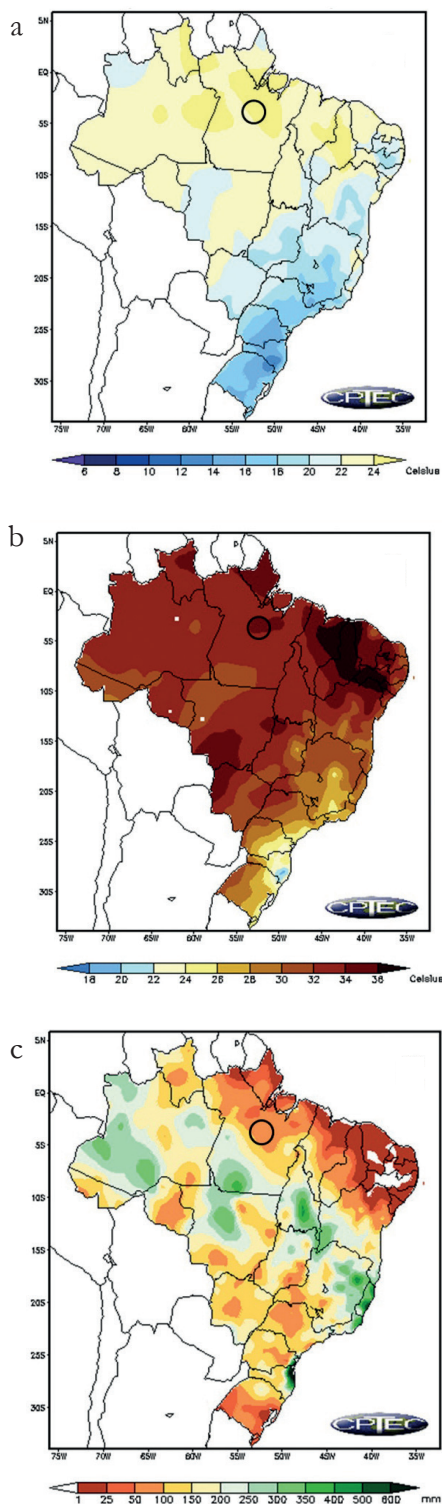 a
5N
EQ
5S
10S
15S
20S
25S
30S
75W 70W 65W 60W 55W 50W 45W 40W 35W
CPTEC
6 8 10 12 14 16 18 20 22 24 Celsius
b
5N
EQ
5S
10S
15S
20S
25S
30S
75W 70W 65W 60W 55W 50W 45W 40W 35W
CPTEC
18 20 22 24 26 28 30 32 34 36 Celsius
c
5N
EQ
5S
10S
15S
20S
25S
30S
75W 70W 65W 60W 55W 50W 45W 40W 35W
CPTEC
1 25 50 100 150 200 250 300 350 400 500 600 mm